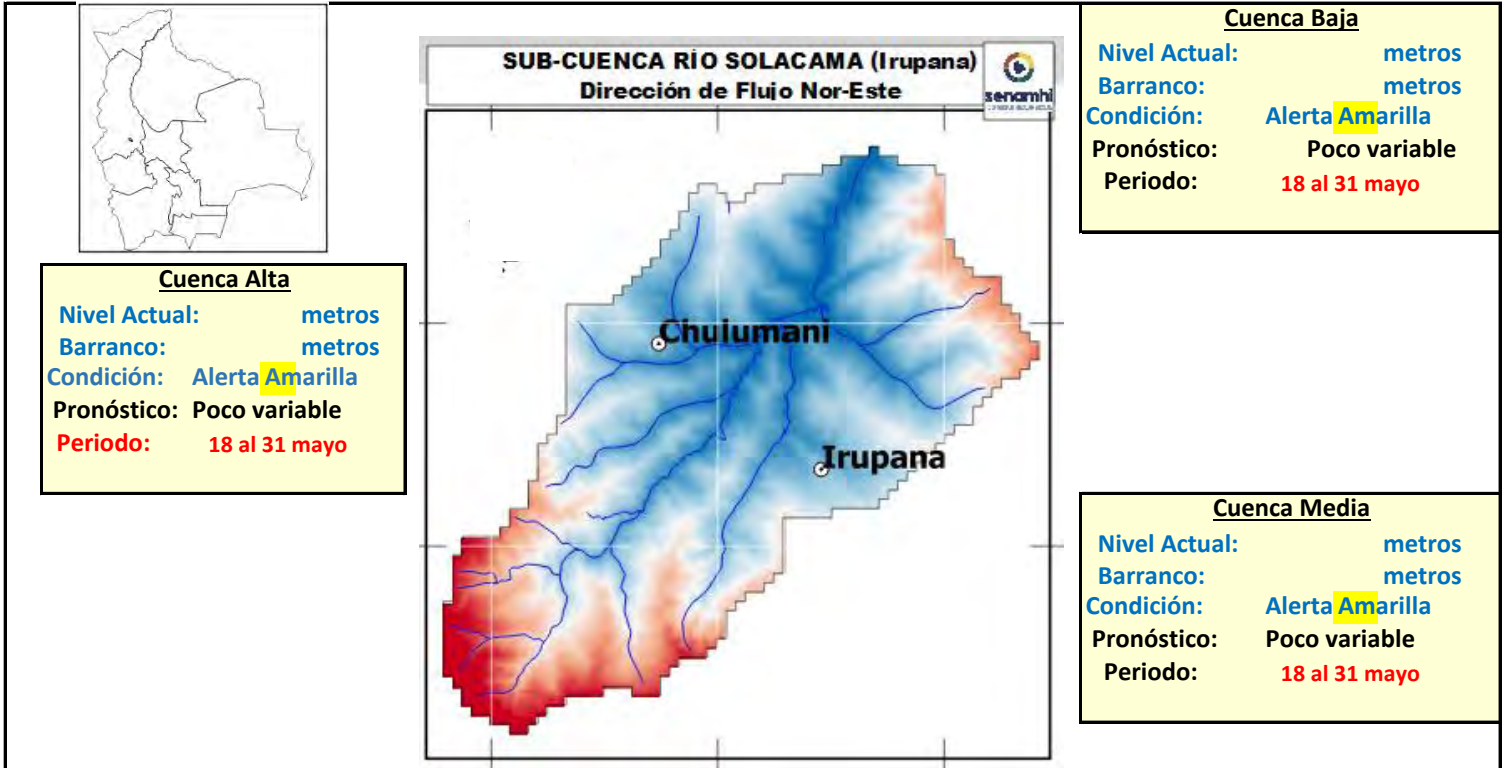 SUB-CUENCA RÍO SOLACAMA (Irupana)
Dirección de Flujo Nor-Este
senamhi
Cuenca Baja
Nivel Actual: metros
Barranco: metros
Condición: Alerta Amarilla
Pronóstico: Poco variable
Periodo: 18 al 31 mayo
Cuenca Alta
Nivel Actual: metros
Barranco: metros
Condición: Alerta Amarilla
Pronóstico: Poco variable
Periodo: 18 al 31 mayo
Chulumani
Irupana
Cuenca Media
Nivel Actual: metros
Barranco: metros
Condición: Alerta Amarilla
Pronóstico: Poco variable
Periodo: 18 al 31 mayo